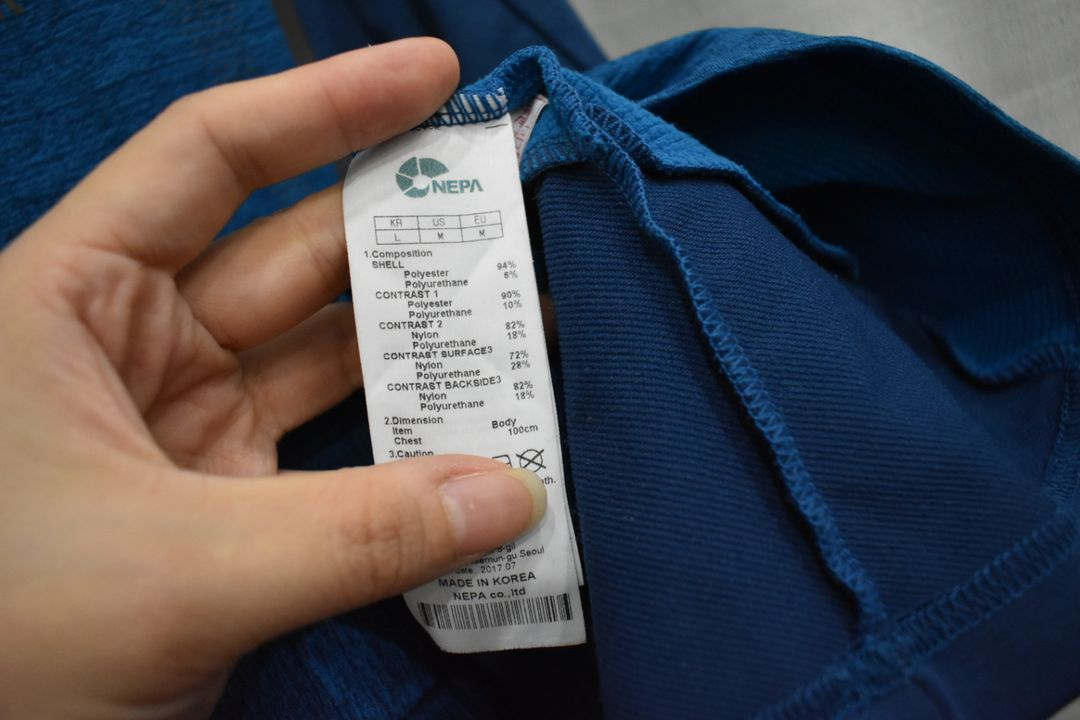 NEPA
KR US EU
L M M
1.Composition
SHELL
Polyester 94%
Polyurethane 6%
CONTRAST 1
Polyester 90%
Polyurethane 10%
CONTRAST 2
Nylon 82%
Polyurethane 18%
CONTRAST SURFACE3
Nylon 72%
Polyurethane 28%
CONTRAST BACKSIDE3
Nylon 82%
Polyurethane 18%
2.Dimension
Item Body
Chest 100cm
3.Caution
Seoul
2017.07
MADE IN KOREA
NEPA co.,ltd